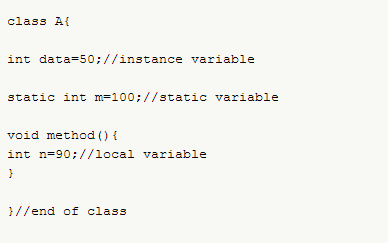 class A{
int data=50;//instance variable
static int m=100;//static variable
void method(){
int n=90;//local variable
}
}//end of class